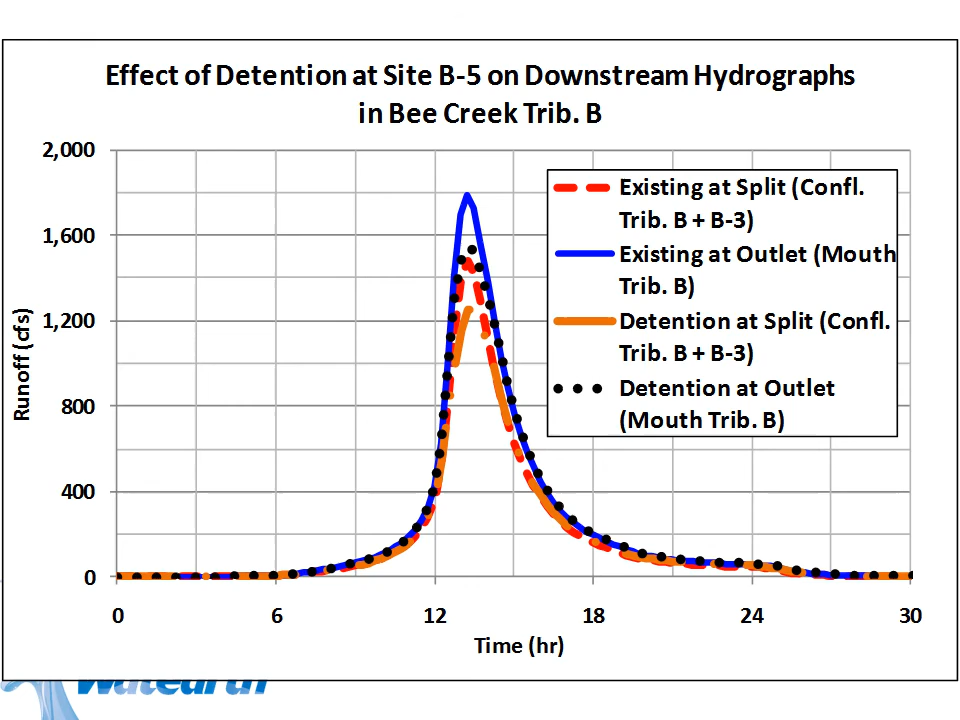 Effect of Detention at Site B-5 on Downstream Hydrographs
in Bee Creek Trib. B
2,000
1,600
1,200
800
400
0
Runoff (cfs)
Existing at Split (Confl.
Trib. B + B-3)
Existing at Outlet (Mouth
Trib. B)
Detention at Split (Confl.
Trib. B + B-3)
Detention at Outlet
(Mouth Trib. B)
0 6 12 18 24 30
Time (hr)
Watearth